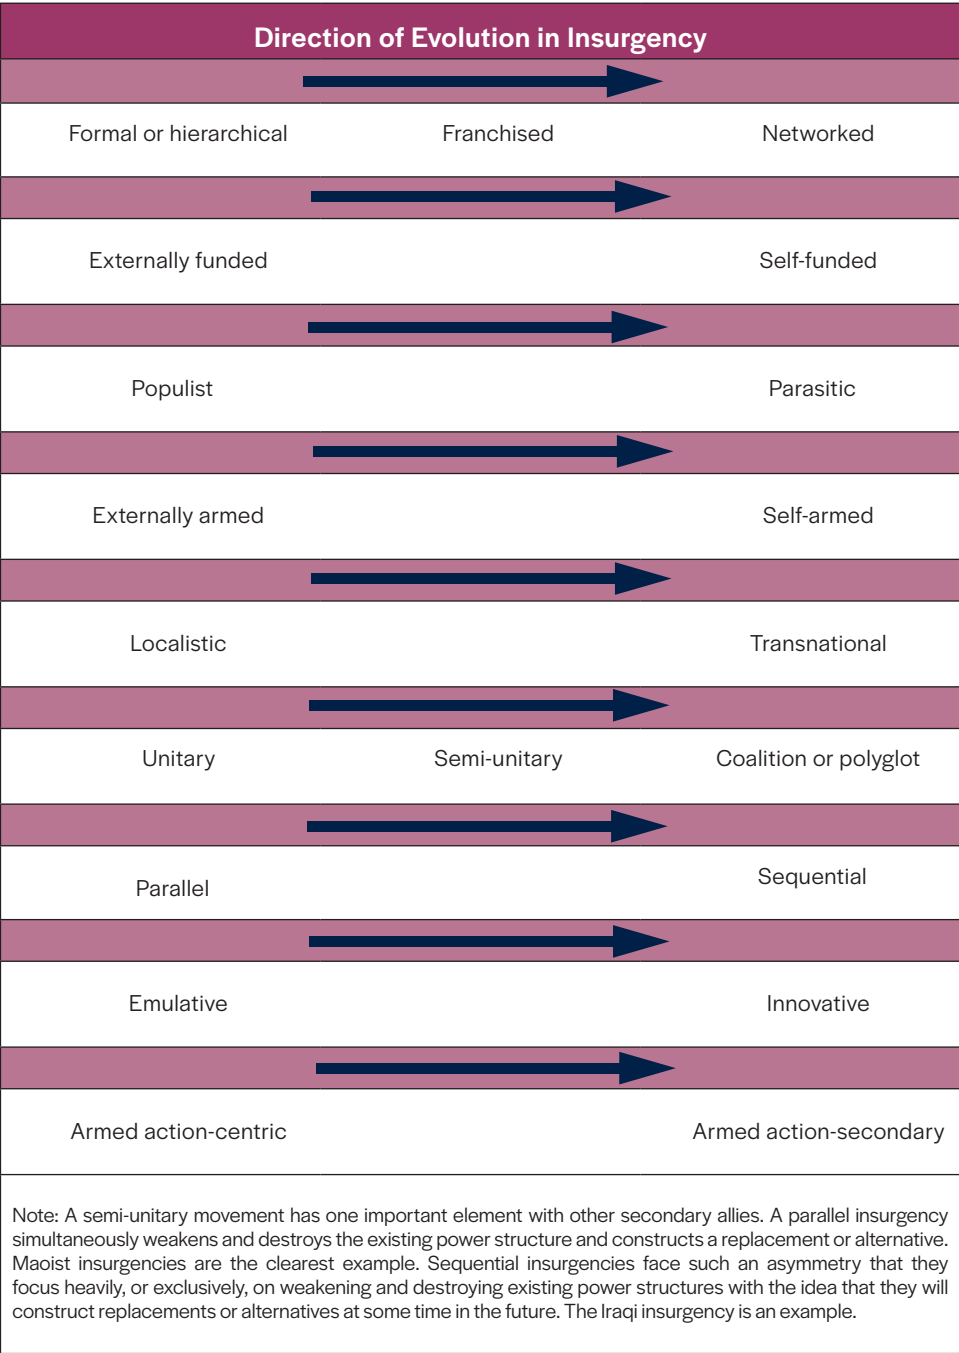 Direction of Evolution in Insurgency
Formal or hierarchical Franchised Networked
Externally funded Self-funded
Populist Parasitic
Externally armed Self-armed
Localistic Transnational
Unitary Semi-unitary Coalition or polyglot
Parallel Sequential
Emulative Innovative
Armed action-centric Armed action-secondary
Note: A semi-unitary movement has one important element with other secondary allies. A parallel insurgency
simultaneously weakens and destroys the existing power structure and constructs a replacement or alternative.
Maoist insurgencies are the clearest example. Sequential insurgencies face such an asymmetry that they
focus heavily, or exclusively, on weakening and destroying existing power structures with the idea that they will
construct replacements or alternatives at some time in the future. The Iraqi insurgency is an example.